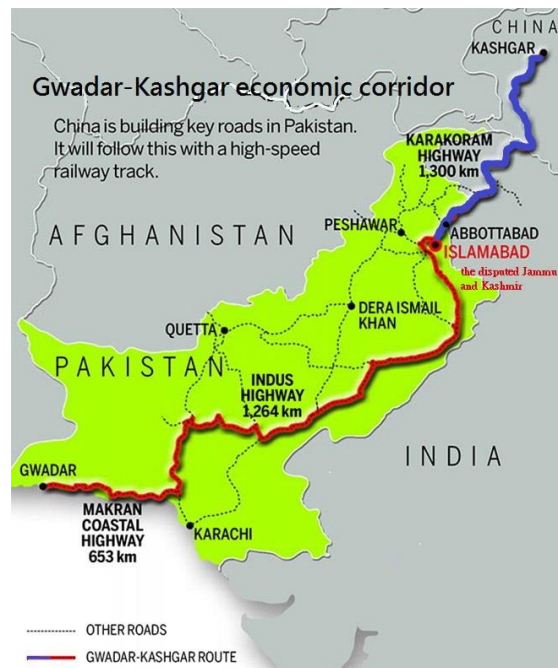 CHINA
KASHGAR
Gwadar-Kashgar economic corridor
China is building key roads in Pakistan.
It will follow this with a high-speed
railway track.
KARAKORAM
HIGHWAY
1,300 km
PESHAWAR
ABBOTTABAD
ISLAMABAD
the disputed Jammu
and Kashmir
AFGHANISTAN
DERA ISMAIL
KHAN
QUETTA
PAKISTAN
INDUS
HIGHWAY
1,264 km
INDIA
GWADAR
MAKRAN
COASTAL
HIGHWAY
653 km
KARACHI
OTHER ROADS
GWADAR-KASHGAR ROUTE